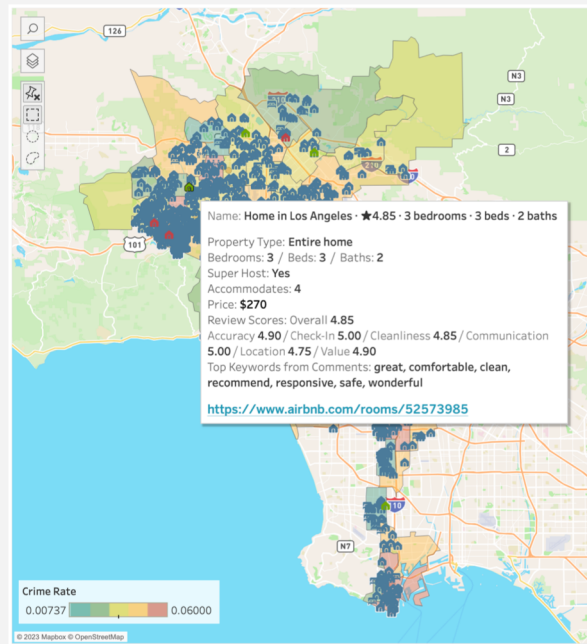 126
N3
N3
2
210
101
Name: Home in Los Angeles · ★4.85 · 3 bedrooms · 3 beds · 2 baths
Property Type: Entire home
Bedrooms: 3 / Beds: 3 / Baths: 2
Super Host: Yes
Accommodates: 4
Price: $270
Review Scores: Overall 4.85
Accuracy 4.90 / Check-In 5.00 / Cleanliness 4.85 / Communication
5.00 / Location 4.75 / Value 4.90
Top Keywords from Comments: great, comfortable, clean,
recommend, responsive, safe, wonderful
https://www.airbnb.com/rooms/52573985
10
N7
Crime Rate
0.00737 0.06000
© 2023 Mapbox © OpenStreetMap